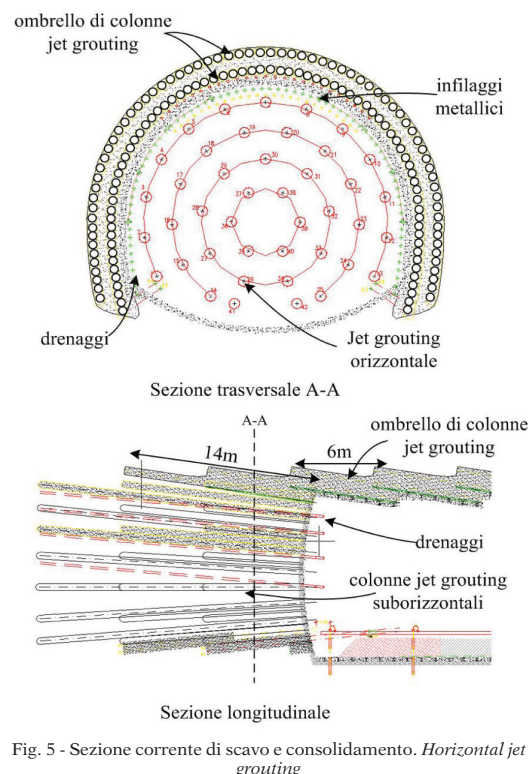 ombrello di colonne
jet grouting
infilaggi
metallici
drenaggi
Jet grouting
orizzontale
Sezione trasversale A-A
A-A
ombrello di colonne
jet grouting
14m
6m
drenaggi
colonne jet grouting
suborizzontali
Sezione longitudinale
Fig. 5 - Sezione corrente di scavo e consolidamento. Horizontal jet
grouting